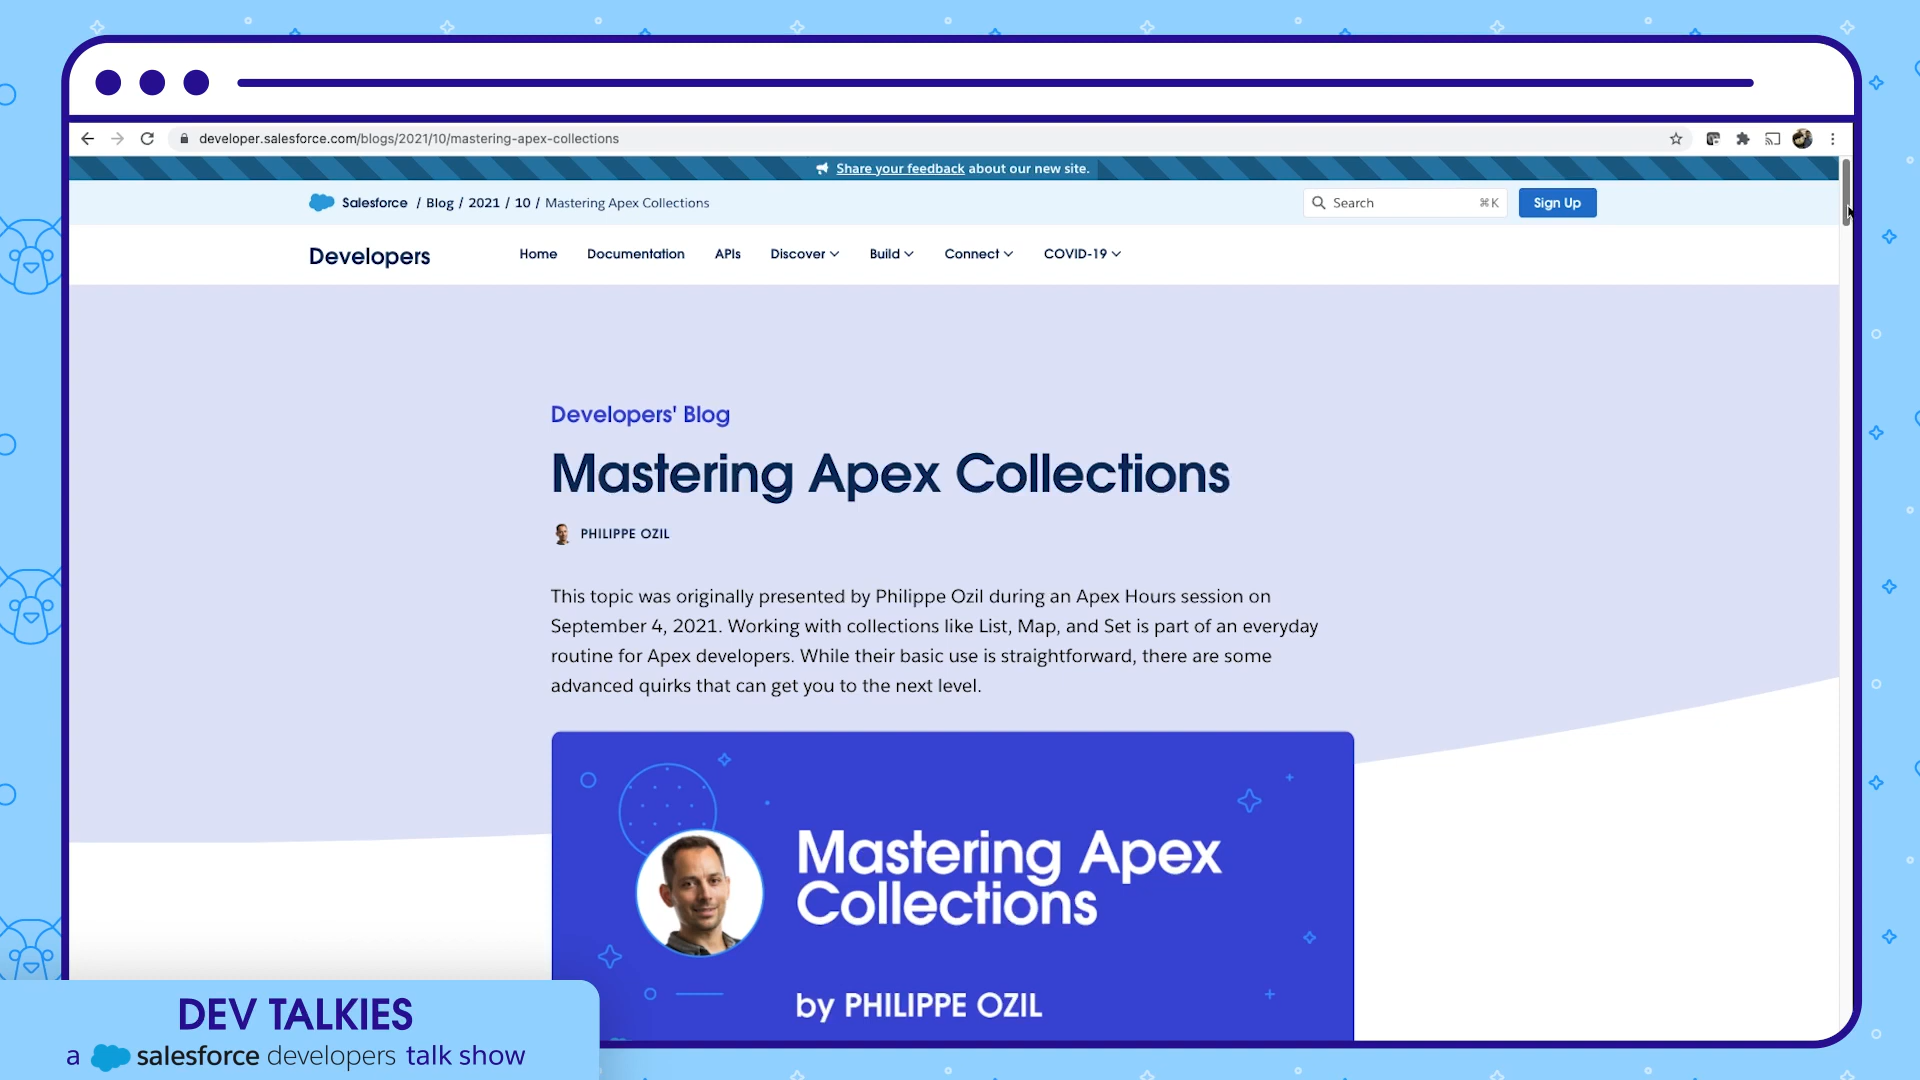 developer.salesforce.com/blogs/2021/10/mastering-apex-collections
Share your feedback about our new site.
Salesforce / Blog / 2021 / 10 / Mastering Apex Collections
Search ⌘K
Sign Up
Developers
Home Documentation APIs Discover Build Connect COVID-19
Developers' Blog
Mastering Apex Collections
PHILIPPE OZIL
This topic was originally presented by Philippe Ozil during an Apex Hours session on
September 4, 2021. Working with collections like List, Map, and Set is part of an everyday
routine for Apex developers. While their basic use is straightforward, there are some
advanced quirks that can get you to the next level.
Mastering Apex
Collections
by PHILIPPE OZIL
DEV TALKIES
a salesforce developers talk show